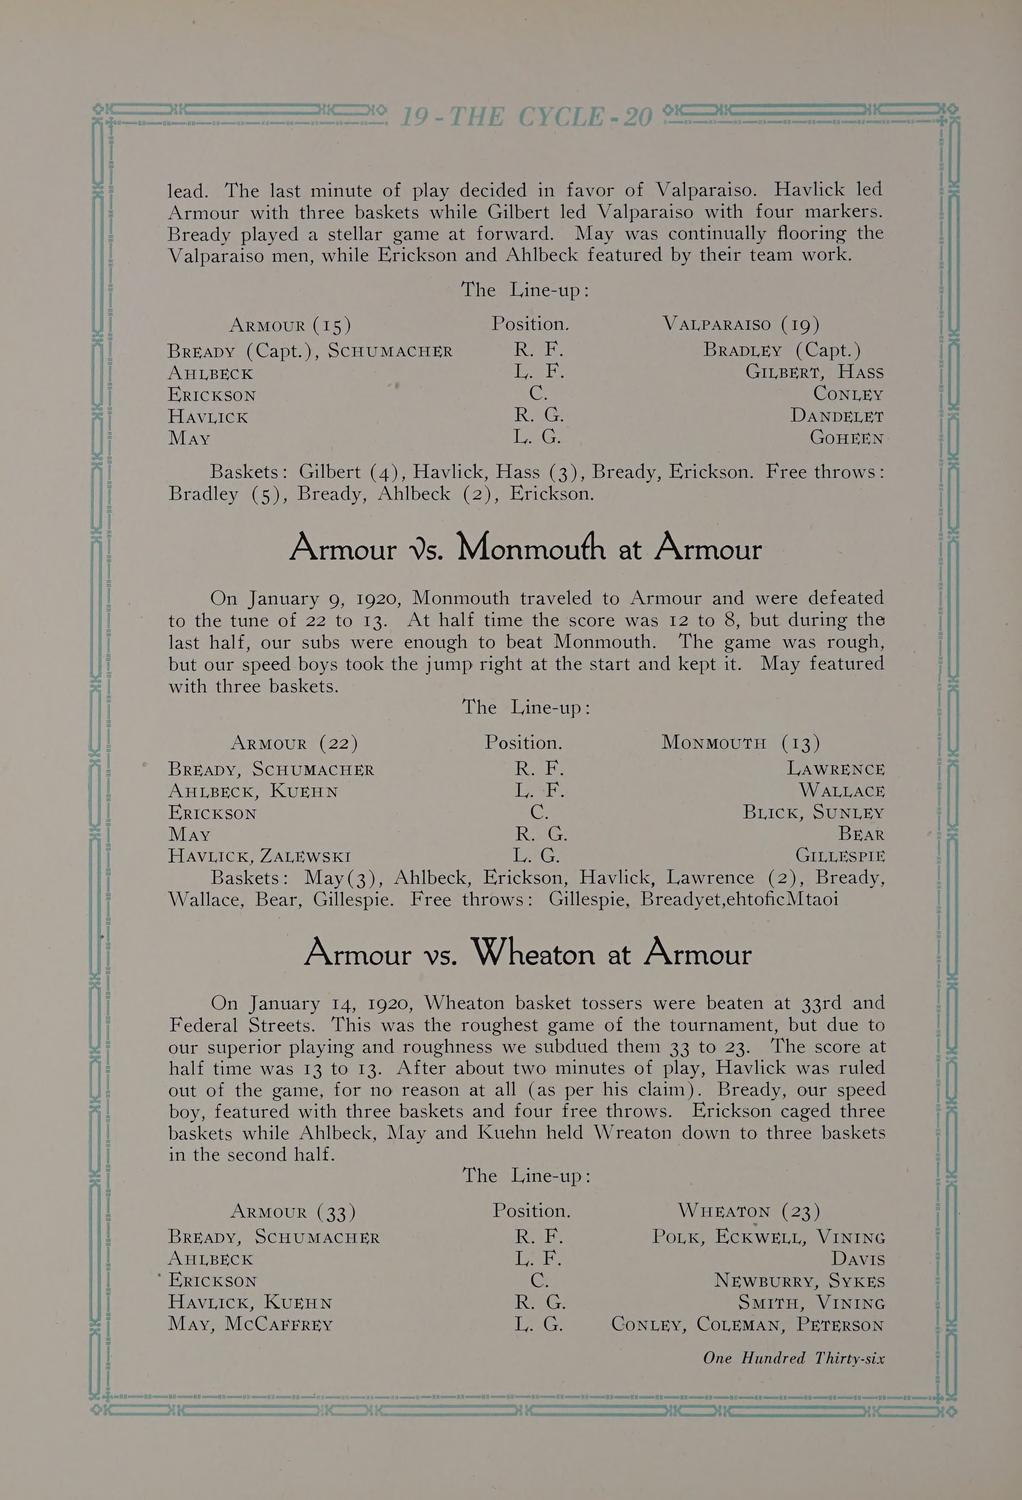 19-THE CYCLE-20
lead. The last minute of play decided in favor of Valparaiso. Havlick led
Armour with three baskets while Gilbert led Valparaiso with four markers.
Bready played a stellar game at forward. May was continually flooring the
Valparaiso men, while Erickson and Ahlbeck featured by their team work.
The Line-up:
Armour (15) Position. Valparaiso (19)
Bready (Capt.), Schumacher R. F. Bradley (Capt.)
Ahlbeck L. F. Gilbert, Hass
Erickson C. Conley
Havlick R. G. Dandelet
May L. G. Goheen
Baskets: Gilbert (4), Havlick, Hass (3), Bready, Erickson. Free throws:
Bradley (5), Bready, Ahlbeck (2), Erickson.
Armour Vs. Monmouth at Armour
On January 9, 1920, Monmouth traveled to Armour and were defeated
to the tune of 22 to 13. At half time the score was 12 to 8, but during the
last half, our subs were enough to beat Monmouth. The game was rough,
but our speed boys took the jump right at the start and kept it. May featured
with three baskets.
The Line-up:
Armour (22) Position. Monmouth (13)
Bready, Schumacher R. F. Lawrence
Ahlbeck, Kuehn L. F. Wallace
Erickson C. Blick, Sunley
May R. G. Bear
Havlick, Zalewski L. G. Gillespie
Baskets: May(3), Ahlbeck, Erickson, Havlick, Lawrence (2), Bready,
Wallace, Bear, Gillespie. Free throws: Gillespie, Breadyet,ehtoficMtaoi
Armour vs. Wheaton at Armour
On January 14, 1920, Wheaton basket tossers were beaten at 33rd and
Federal Streets. This was the roughest game of the tournament, but due to
our superior playing and roughness we subdued them 33 to 23. The score at
half time was 13 to 13. After about two minutes of play, Havlick was ruled
out of the game, for no reason at all (as per his claim). Bready, our speed
boy, featured with three baskets and four free throws. Erickson caged three
baskets while Ahlbeck, May and Kuehn held Wreaton down to three baskets
in the second half.
The Line-up:
Armour (33) Position. Wheaton (23)
Bready, Schumacher R. F. Polk, Eckwell, Vining
Ahlbeck L. F. Davis
Erickson C. Newburry, Sykes
Havlick, Kuehn R. G. Smith, Vining
May, McCaffrey L. G. Conley, Coleman, Peterson
One Hundred Thirty-six